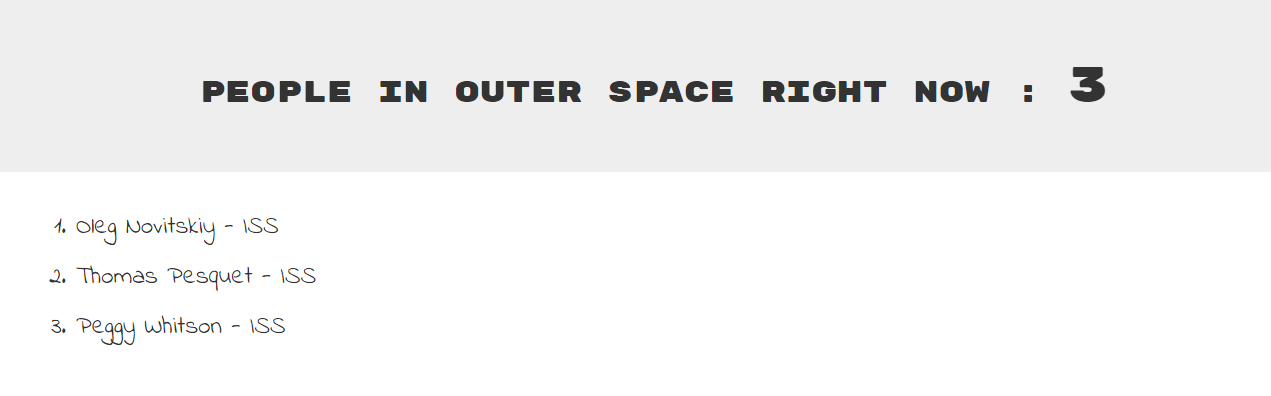 PEOPLE IN OUTER SPACE RIGHT NOW : 3
1. Oleg Novitskiy - ISS
2. Thomas Pesquet - ISS
3. Peggy Whitson - ISS